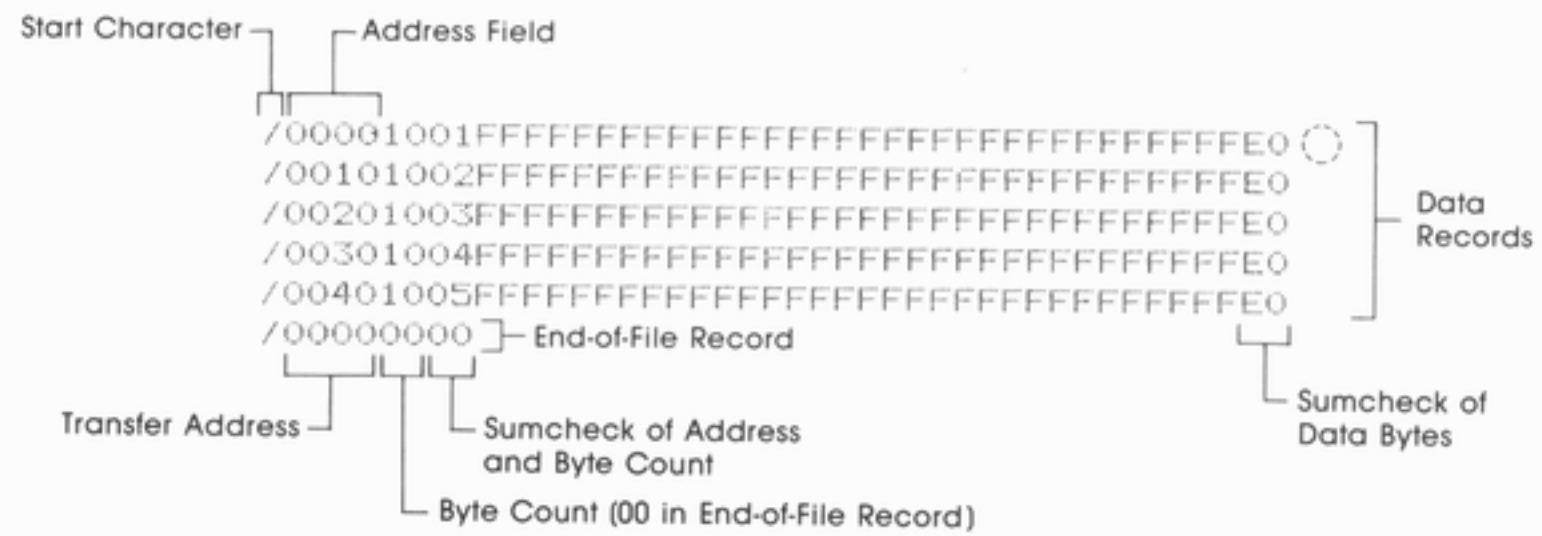 Start Character
Address Field
/00001001FFFFFFFFFFFFFFFFFFFFFFFFFFFFFFFFE0
/00101002FFFFFFFFFFFFFFFFFFFFFFFFFFFFFFFFE0
/00201003FFFFFFFFFFFFFFFFFFFFFFFFFFFFFFFFE0
/00301004FFFFFFFFFFFFFFFFFFFFFFFFFFFFFFFFE0
/00401005FFFFFFFFFFFFFFFFFFFFFFFFFFFFFFFFE0
Data
Records
/00000000
End-of-File Record
Transfer Address
Sumcheck of Address
and Byte Count
Sumcheck of
Data Bytes
Byte Count (00 in End-of-File Record)